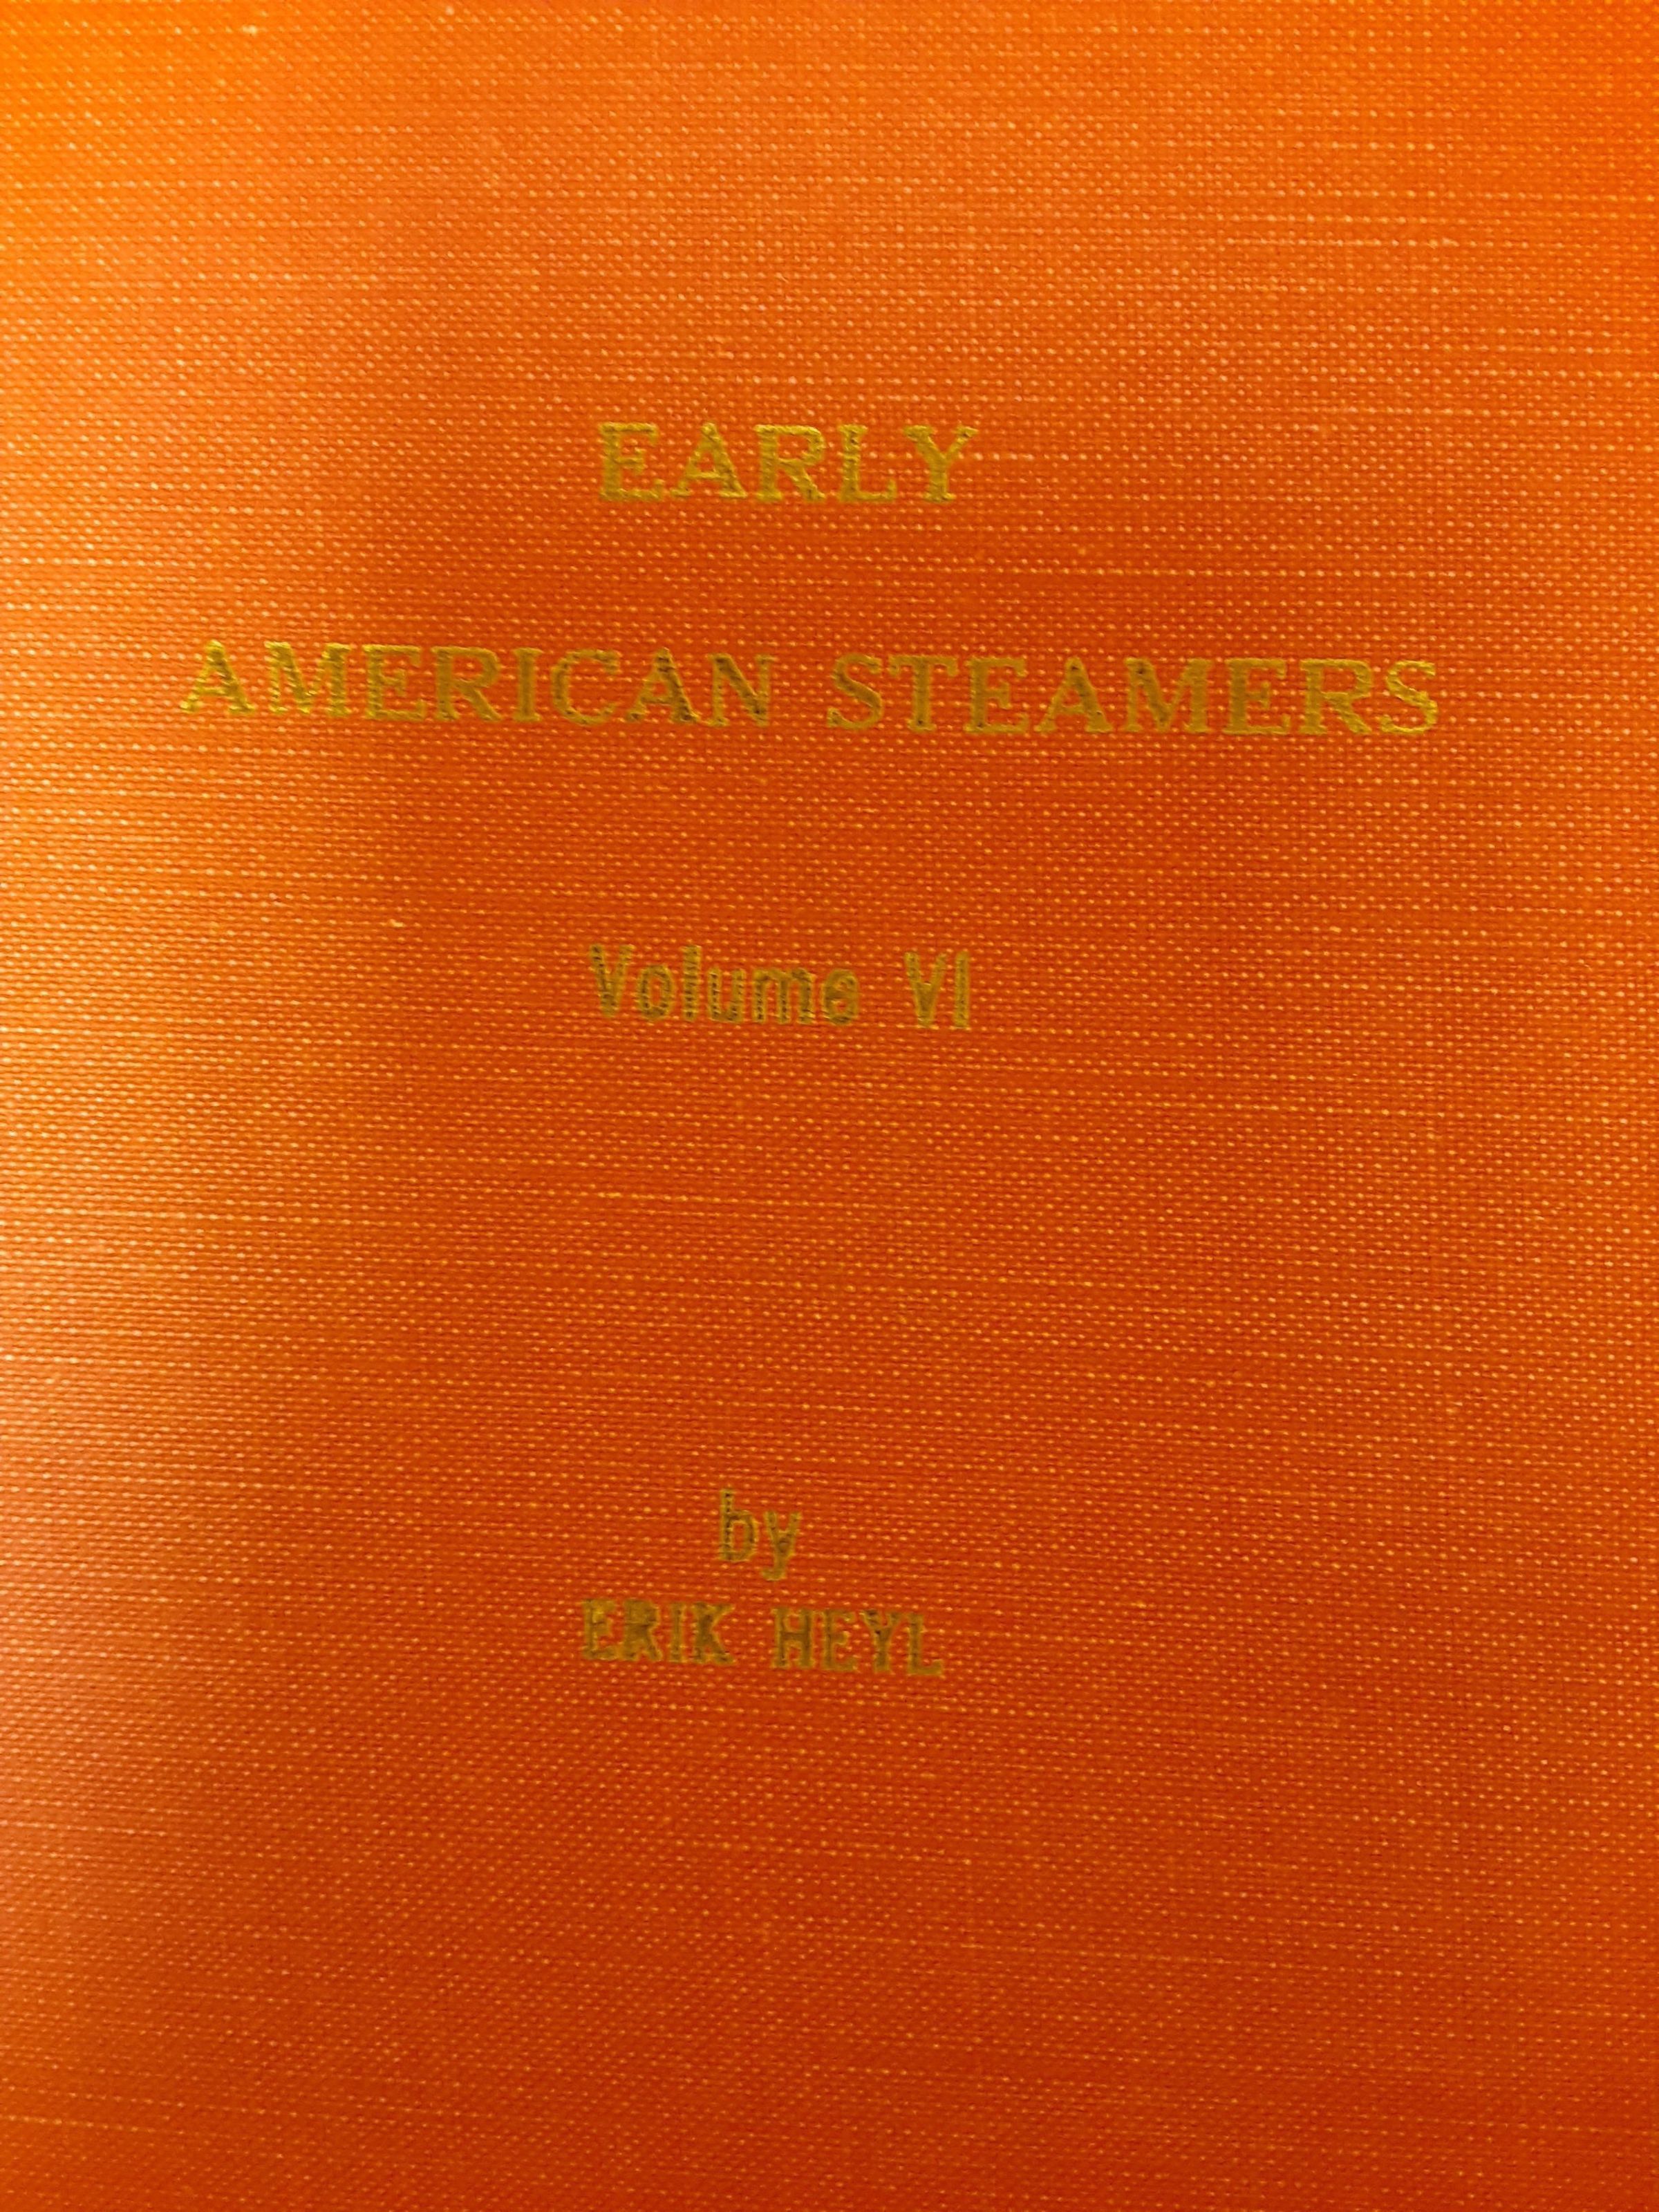 EARLY
AMERICAN STEAMERS
Volume VI
by
ERIK HEYL